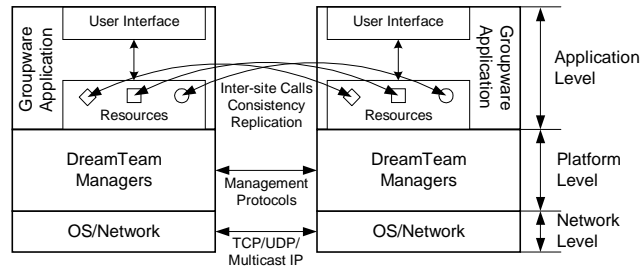 User Interface
Groupware
Application
Resources
Inter-site Calls
Consistency
Replication
User Interface
Groupware
Application
Resources
Application
Level
DreamTeam
Managers
Management
Protocols
DreamTeam
Managers
Platform
Level
OS/Network
TCP/UDP/
Multicast IP
OS/Network
Network
Level